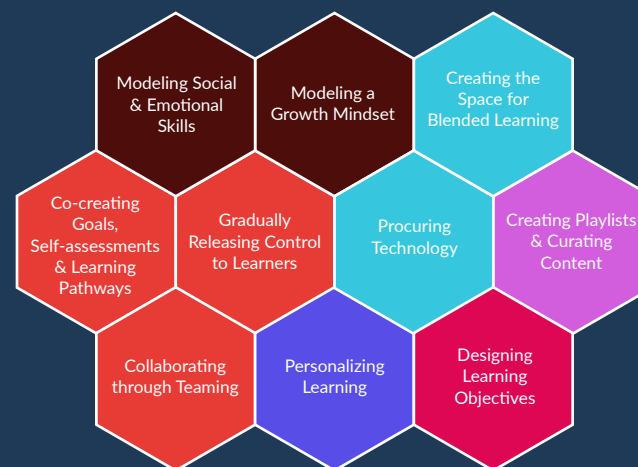 Modeling Social
& Emotional
Skills
Modeling a
Growth Mindset
Creating the
Space for
Blended Learning
Co-creating
Goals,
Self-assessments
& Learning
Pathways
Gradually
Releasing Control
to Learners
Procuring
Technology
Creating Playlists
& Curating
Content
Collaborating
through Teaming
Personalizing
Learning
Designing
Learning
Objectives